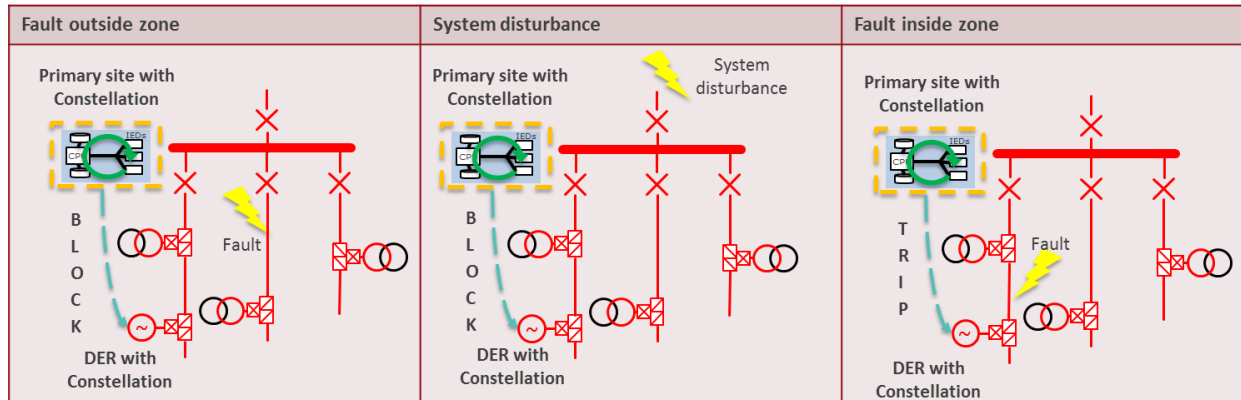 Fault outside zone
Primary site with
Constellation
IEDs
CPU
B
L
O
C
K
Fault
~
DER with
Constellation
System disturbance
Primary site with
Constellation
System
disturbance
IEDs
CPU
B
L
O
C
K
~
DER with
Constellation
Fault inside zone
Primary site with
Constellation
IEDs
CPU
T
R
I
P
Fault
~
DER with
Constellation